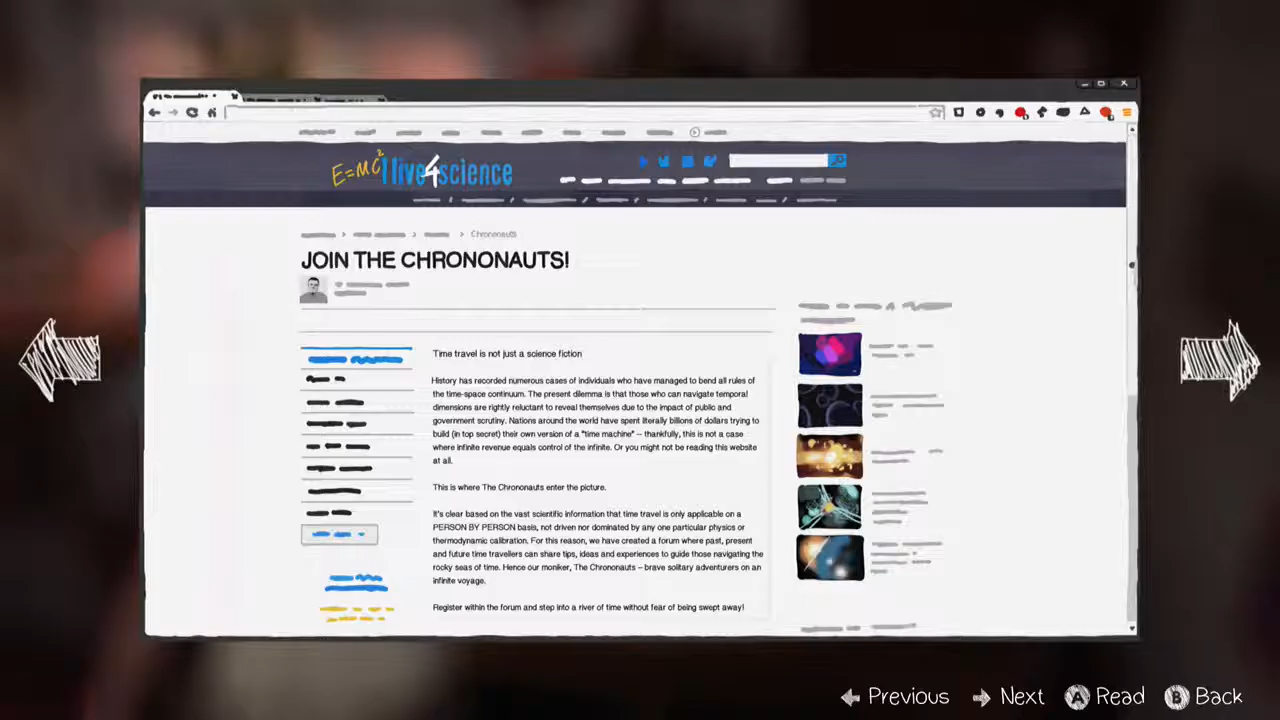 E=MC2 I live4science
Chrononauts
JOIN THE CHRONONAUTS!
Time travel is not just a science fiction
History has recorded numerous cases of individuals who have managed to bend all rules of
the time-space continuum. The present dilemma is that those who can navigate temporal
dimensions are rightly reluctant to reveal themselves due to the impact of public and
government scrutiny. Nations around the world have spent literally billions of dollars trying to
build (in top secret) their own version of a "time machine" – thankfully, this is not a case
where infinite revenue equals control of the infinite. Or you might not be reading this website
at all.
This is where The Chrononauts enter the picture.
It's clear based on the vast scientific information that time travel is only applicable on a
PERSON BY PERSON basis, not driven nor dominated by any one particular physics or
thermodynamic calibration. For this reason, we have created a forum where past, present
and future time travellers can share tips, ideas and experiences to guide those navigating the
rocky seas of time. Hence our moniker, The Chrononauts – brave solitary adventurers on an
infinite voyage.
Register within the forum and step into a river of time without fear of being swept away!
Previous Next A Read B Back